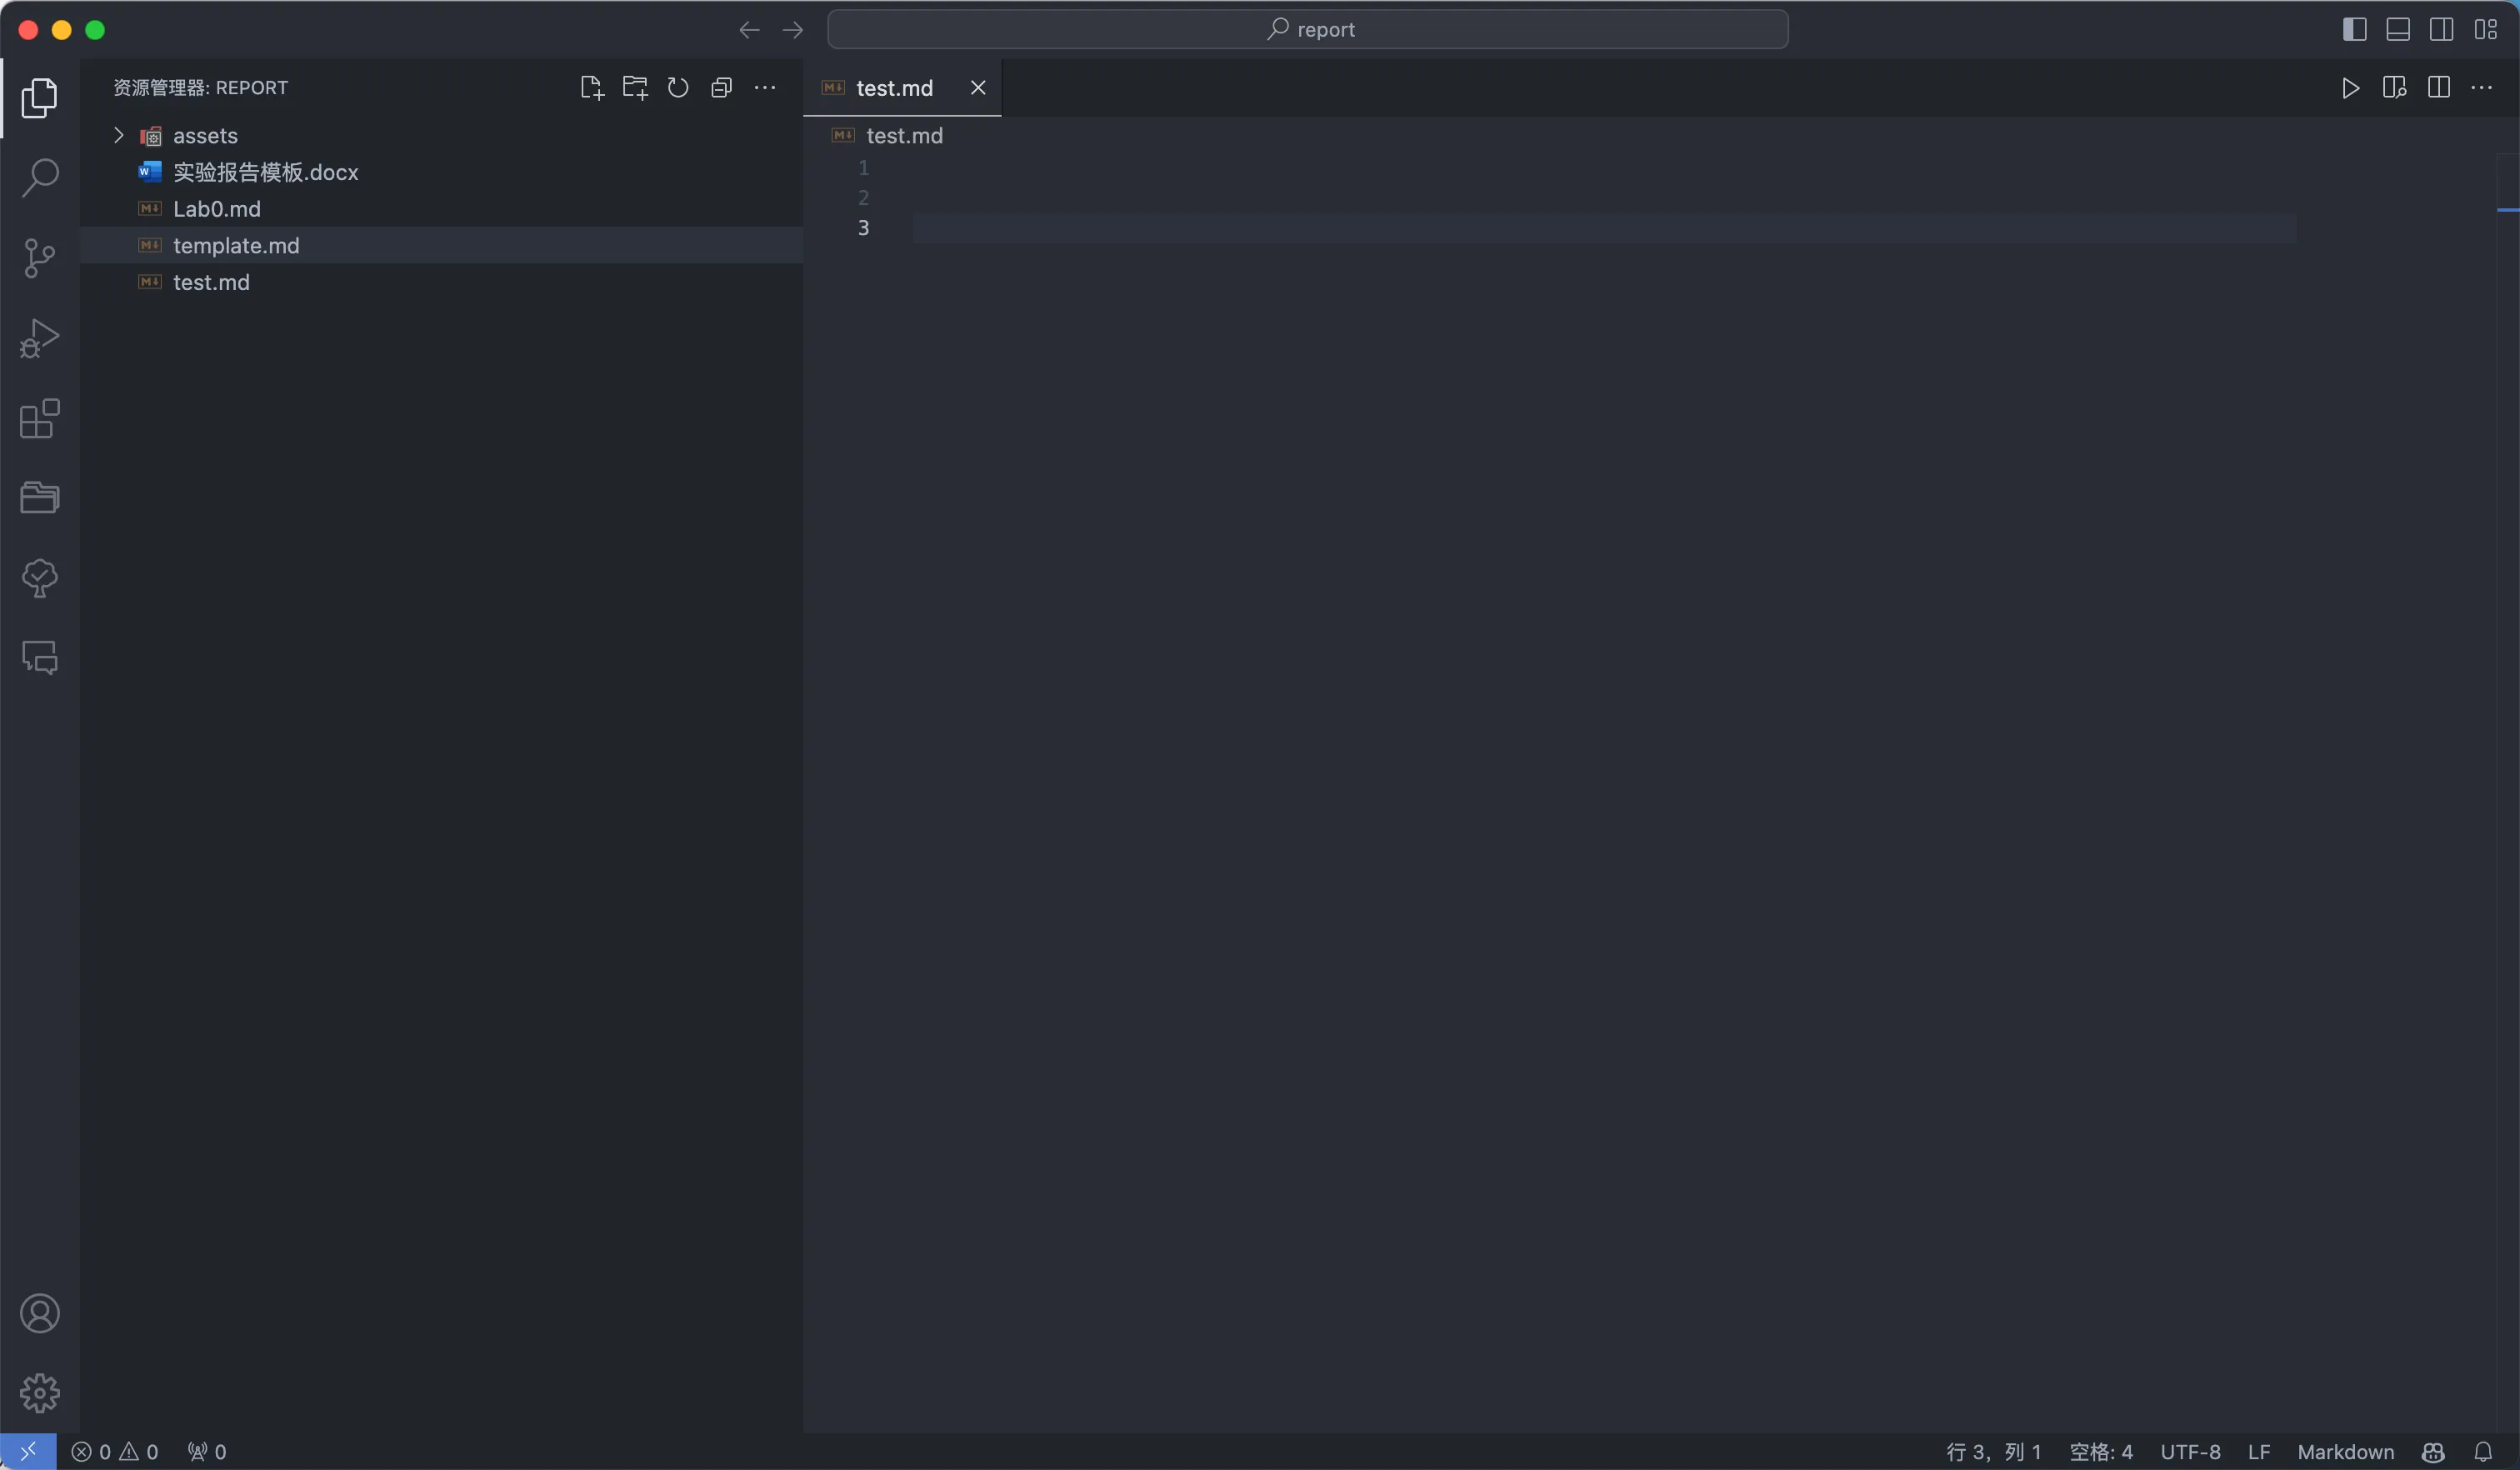 report
资源管理器: REPORT
assets
实验报告模板.docx
Lab0.md
template.md
test.md
test.md
test.md
1
2
3
0 0 0
行 3，列 1 空格: 4 UTF-8 LF Markdown